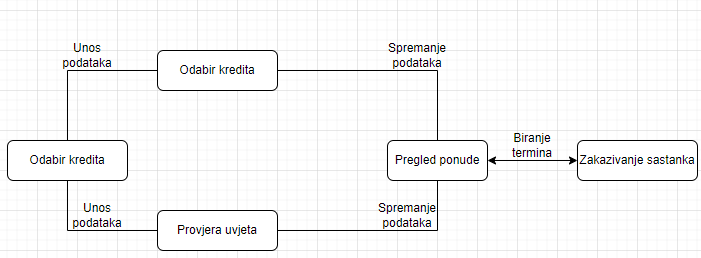 Unos
podataka
Odabir kredita
Spremanje
podataka
Odabir kredita
Pregled ponude
Biranje
termina
Zakazivanje sastanka
Unos
podataka
Provjera uvjeta
Spremanje
podataka